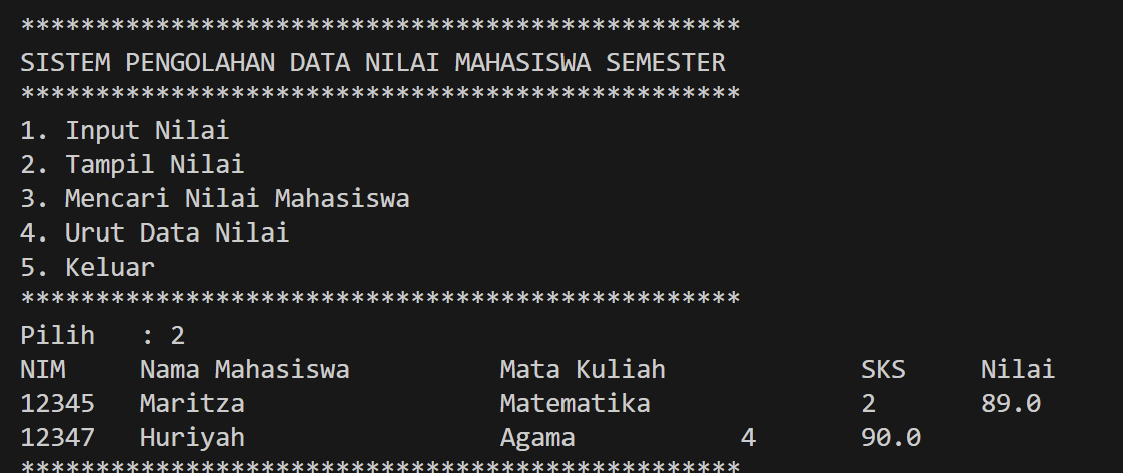 ************************************************
SISTEM PENGOLAHAN DATA NILAI MAHASISWA SEMESTER
************************************************
1. Input Nilai
2. Tampil Nilai
3. Mencari Nilai Mahasiswa
4. Urut Data Nilai
5. Keluar
************************************************
Pilih   : 2
NIM     Nama Mahasiswa          Mata Kuliah             SKS     Nilai
12345   Maritza                 Matematika              2       89.0
12347   Huriyah                 Agama           4       90.0
************************************************